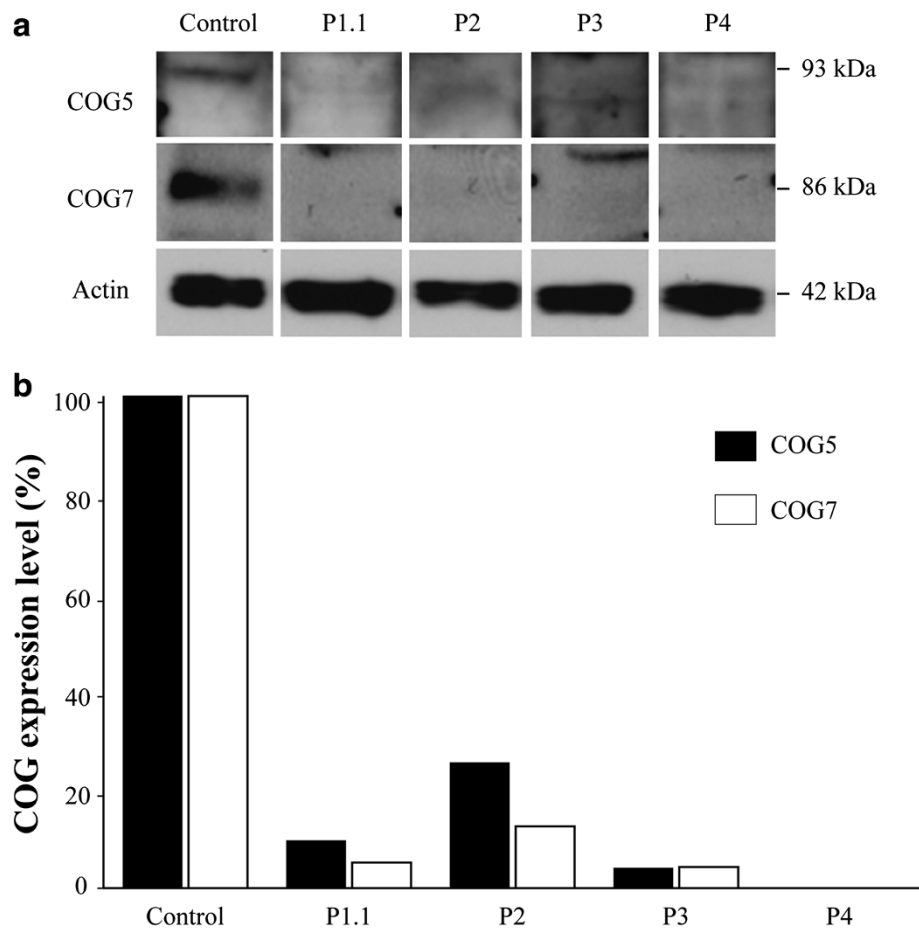 a
Control P1.1 P2 P3 P4
COG5 93 kDa
COG7 86 kDa
Actin 42 kDa
b
COG expression level (%)
100
80
60
40
20
0
COG5
COG7
Control P1.1 P2 P3 P4